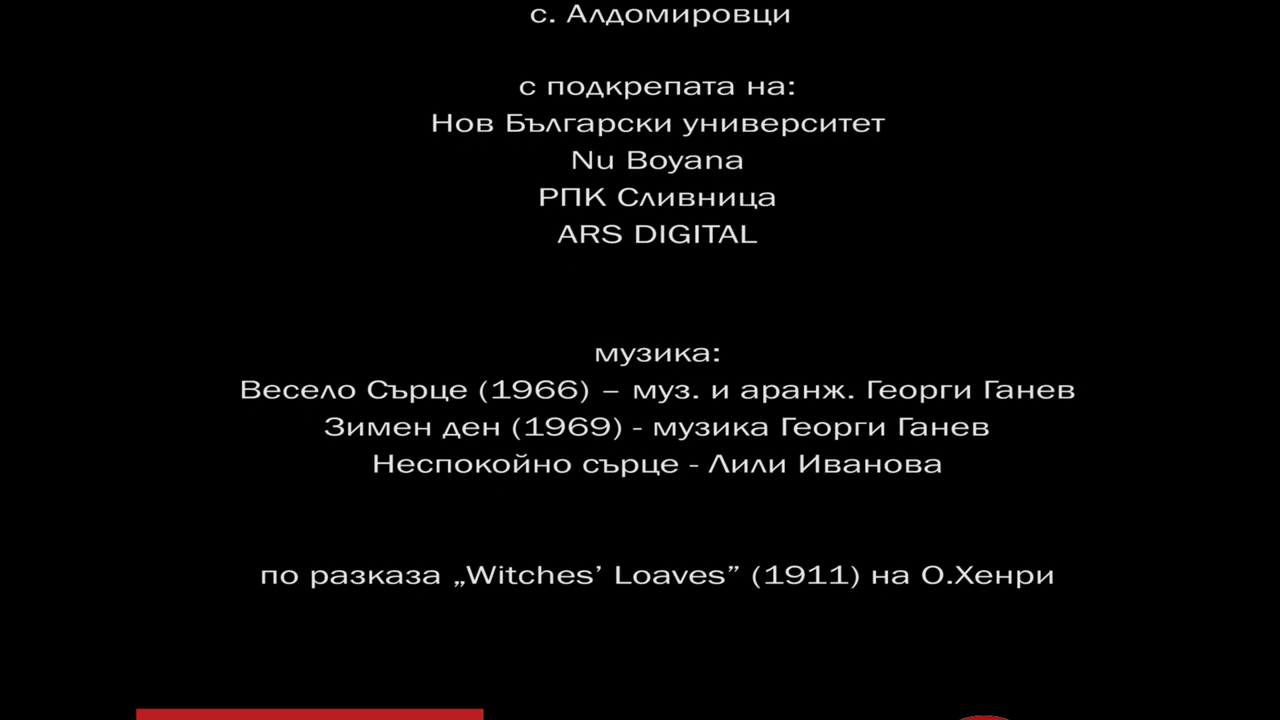 с. Алдомировци
с подкрепата на:
Нов Български университет
Nu Boyana
РПК Сливница
ARS DIGITAL
музика:
Весело Сърце (1966) – муз. и аранж. Георги Ганев
Зимен ден (1969) - музика Георги Ганев
Неспокойно сърце - Лили Иванова
по разказа „Witches’ Loaves” (1911) на О.Хенри